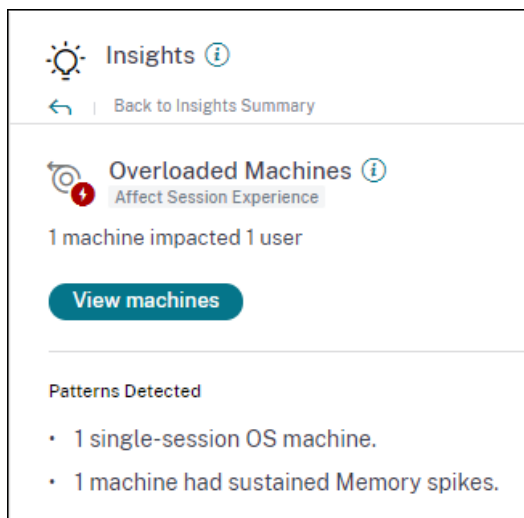 Insights
Back to Insights Summary
Overloaded Machines
Affect Session Experience
1 machine impacted 1 user
View machines
Patterns Detected
• 1 single-session OS machine.
• 1 machine had sustained Memory spikes.